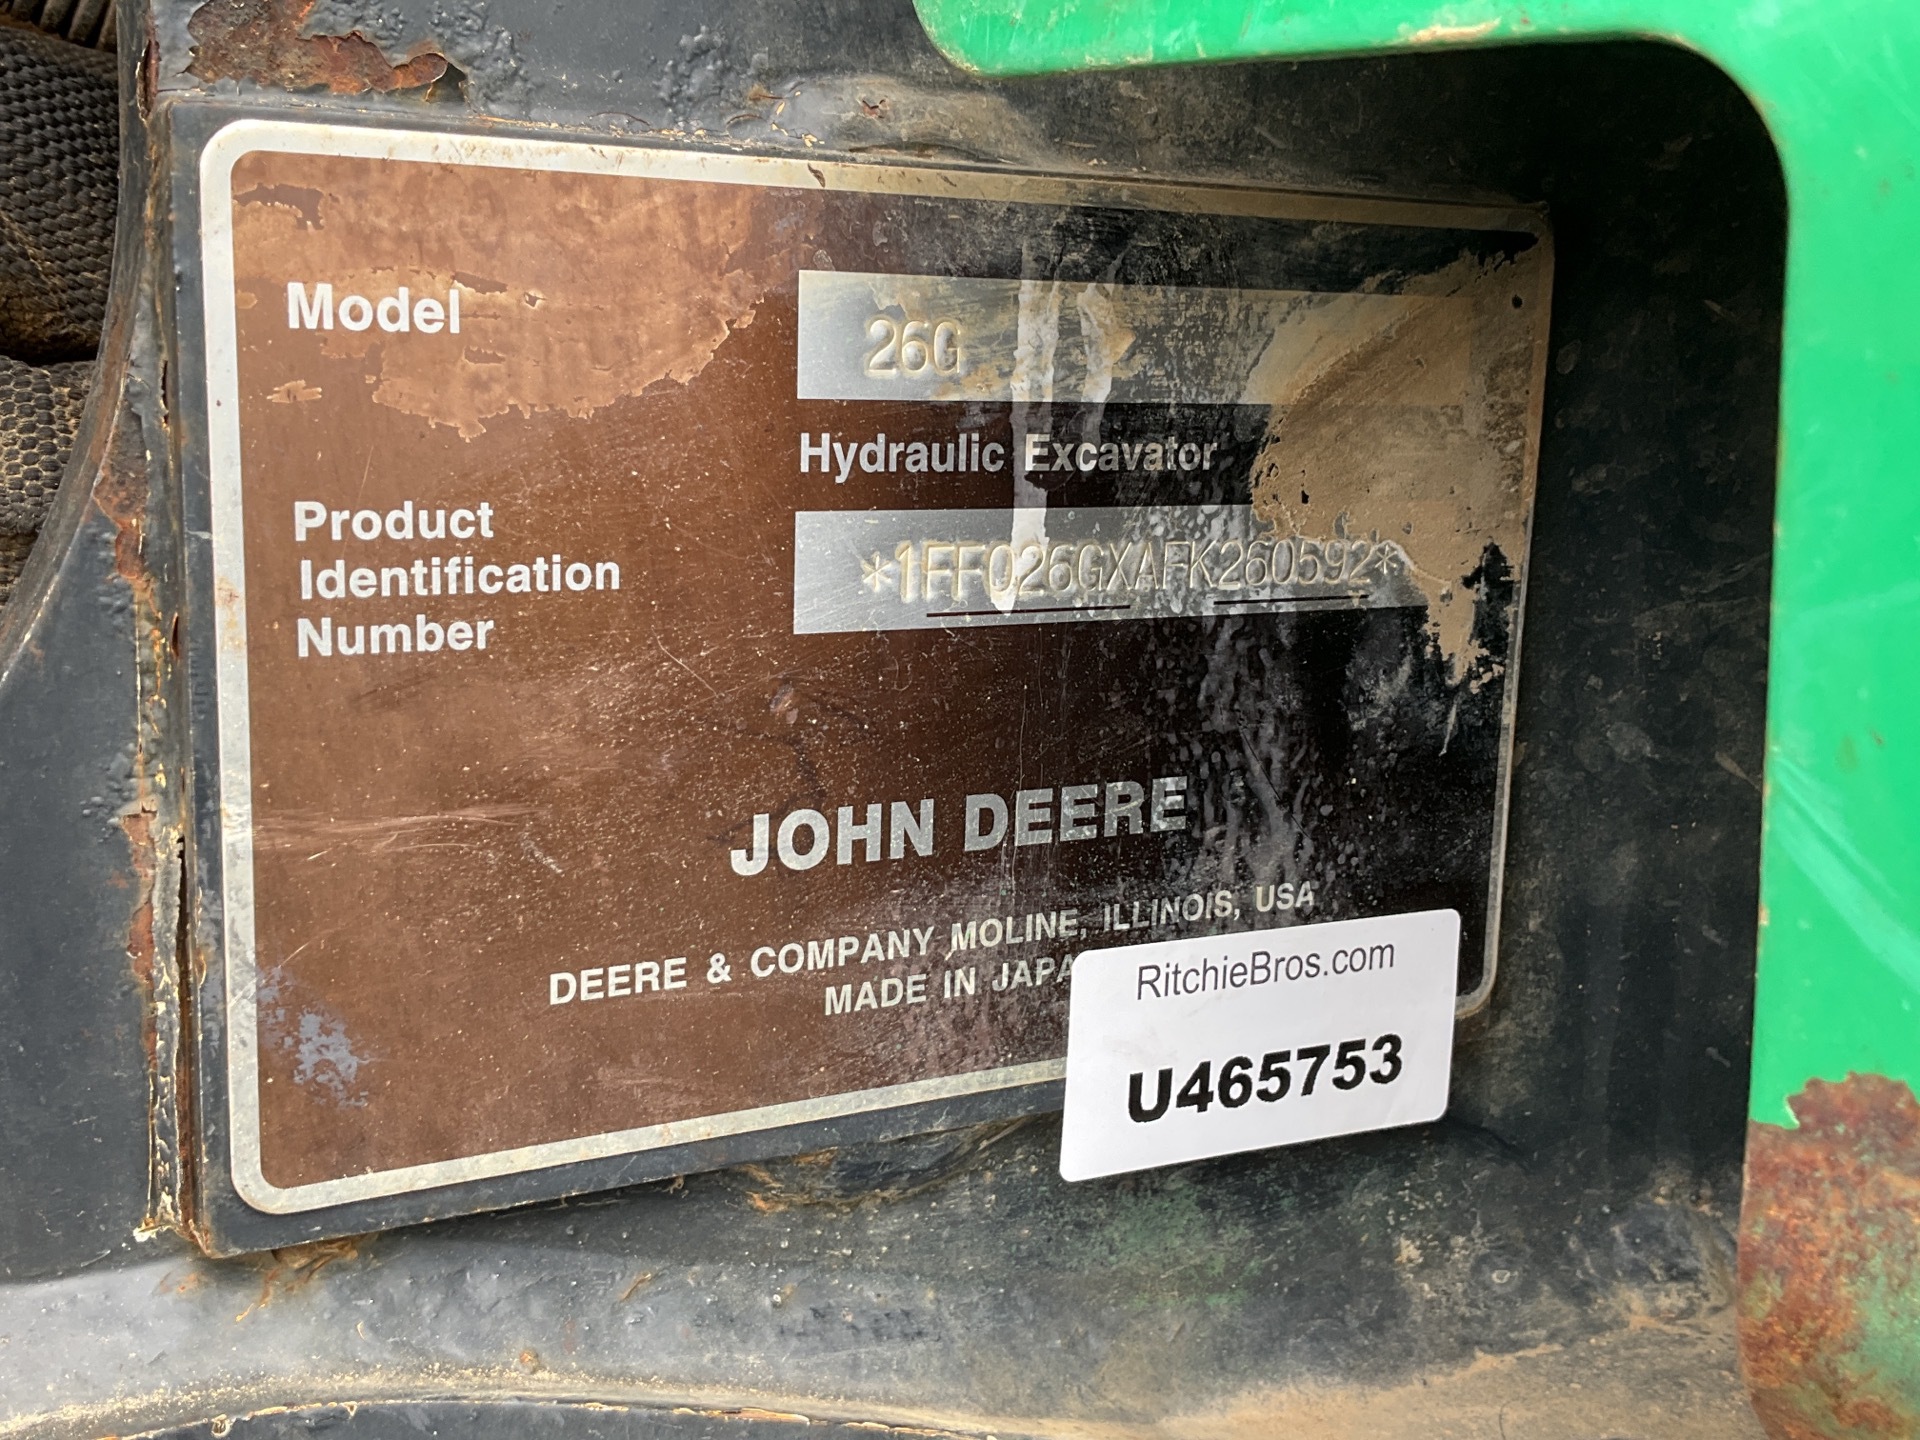 Model
26G
Hydraulic Excavator
Product
Identification
Number
*1FF026GXAFK260592*
JOHN DEERE
DEERE & COMPANY MOLINE, ILLINOIS, USA
MADE IN JAPA
RitchieBros.com
U465753